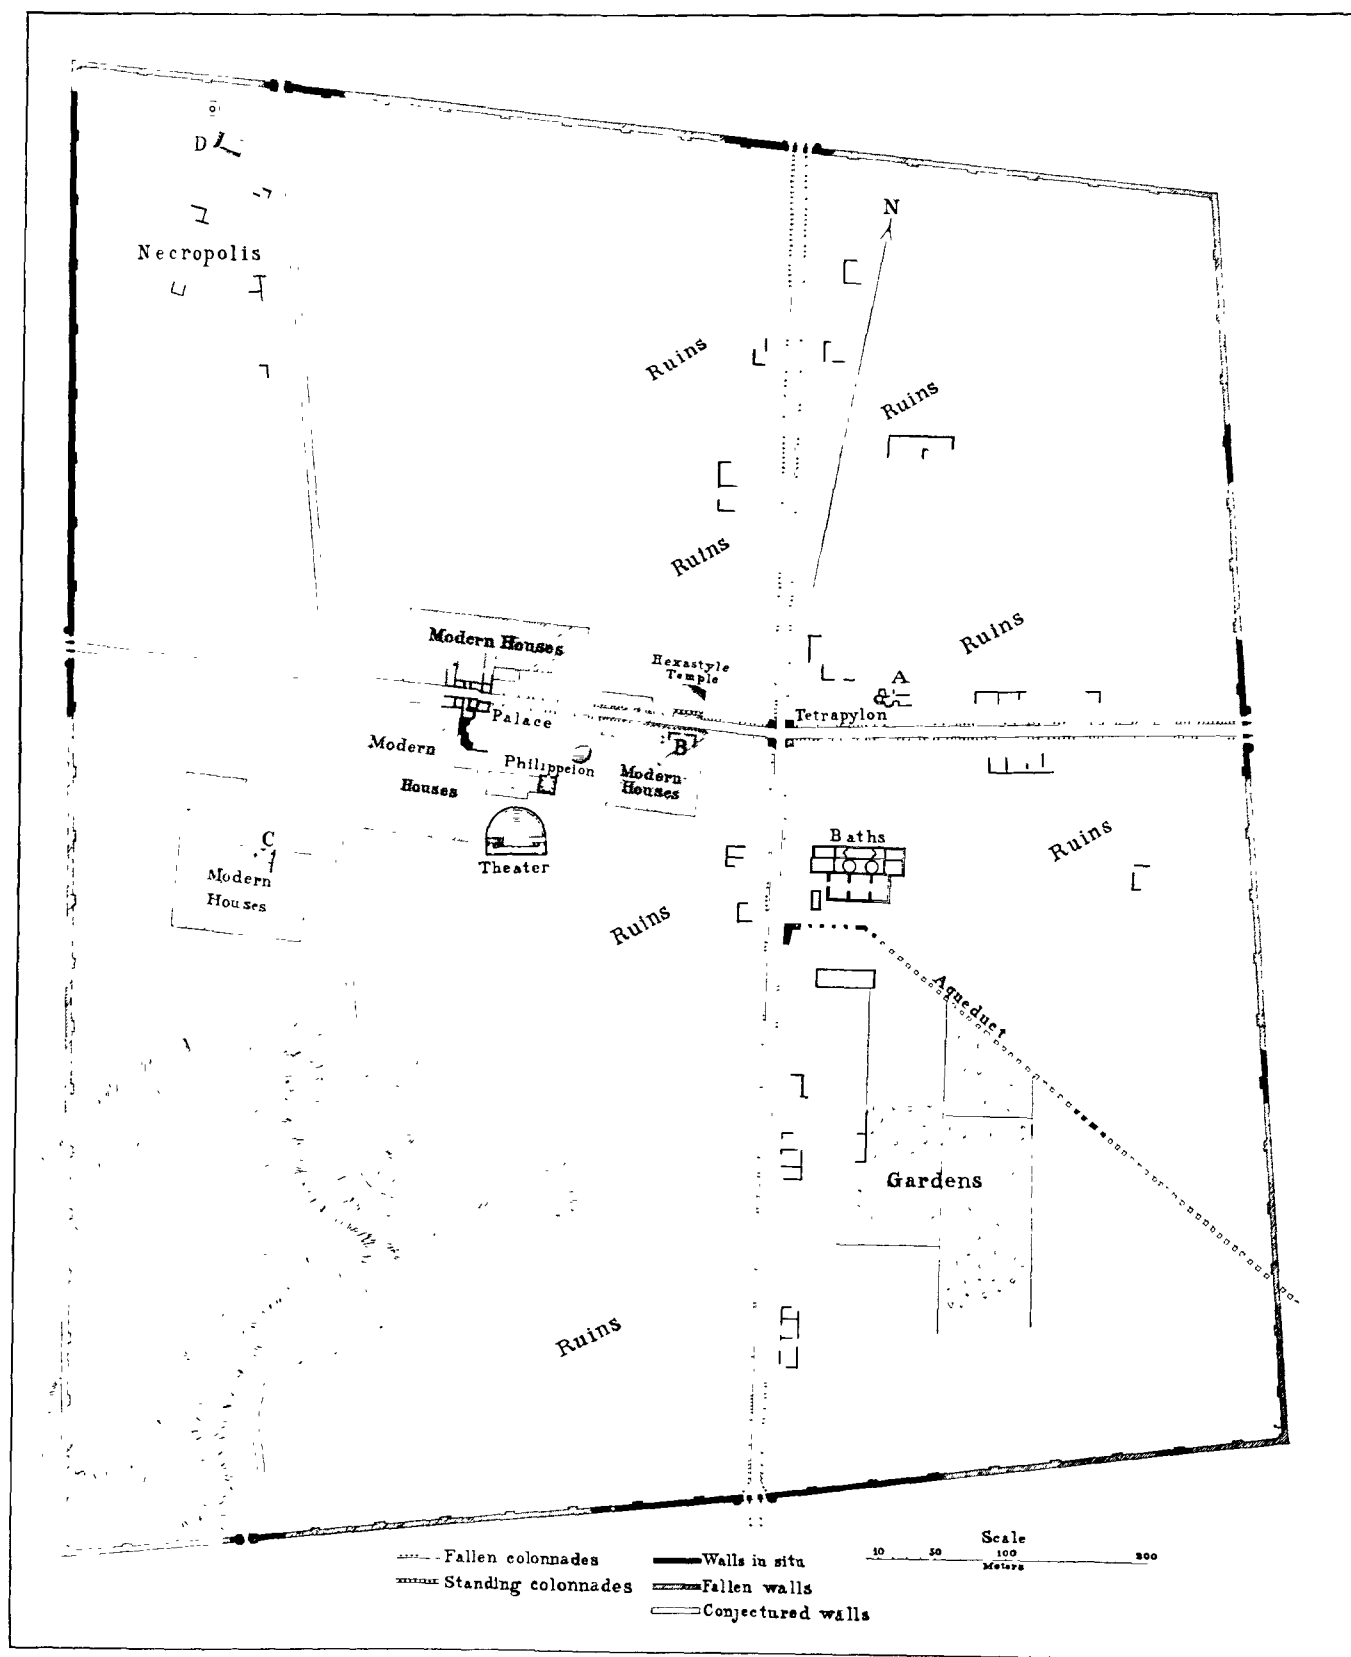 D
N
Necropolis
Ruins
Ruins
Ruins
Ruins
Modern Houses
Hexastyle
Temple
A
Palace
Tetrapylon
Modern
Houses
Philippeion
B
Modern
Houses
C
Modern
Houses
Theater
Baths
Ruins
Ruins
Aqueduct
Gardens
Ruins
Fallen colonnades
Standing colonnades
Walls in situ
Fallen walls
Conjectured walls
Scale
10 50 100 200
Meters